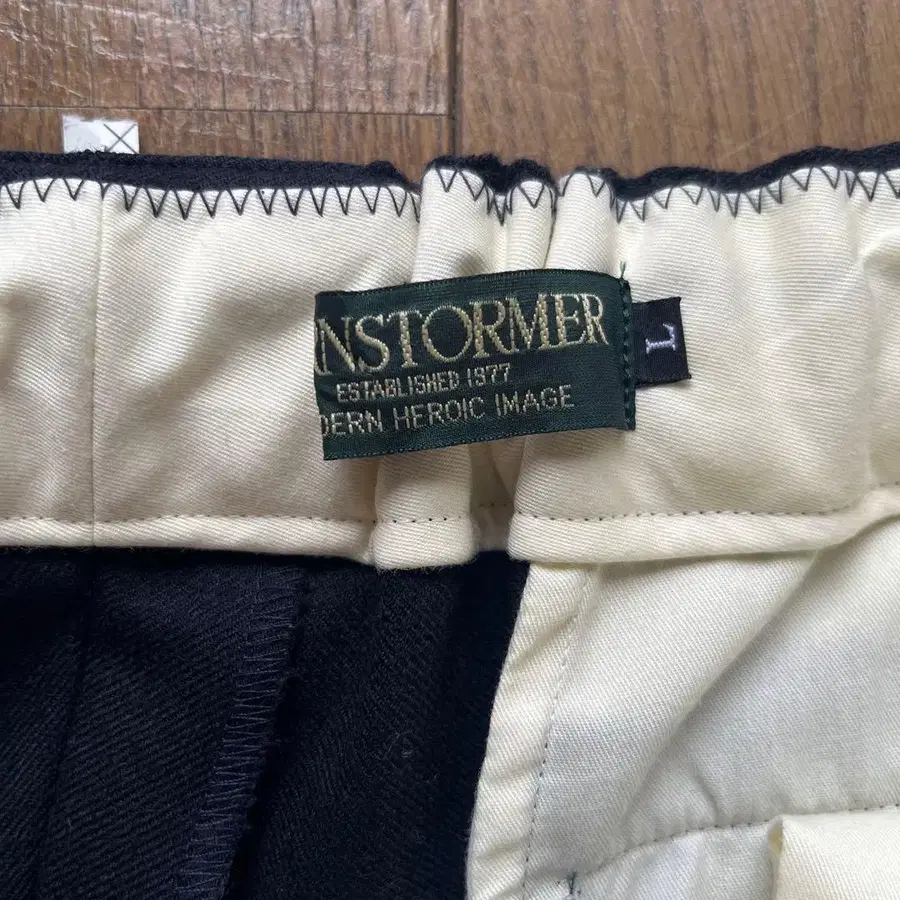 NSTORMER
ESTABLISHED 1977
DERN HEROIC IMAGE
L